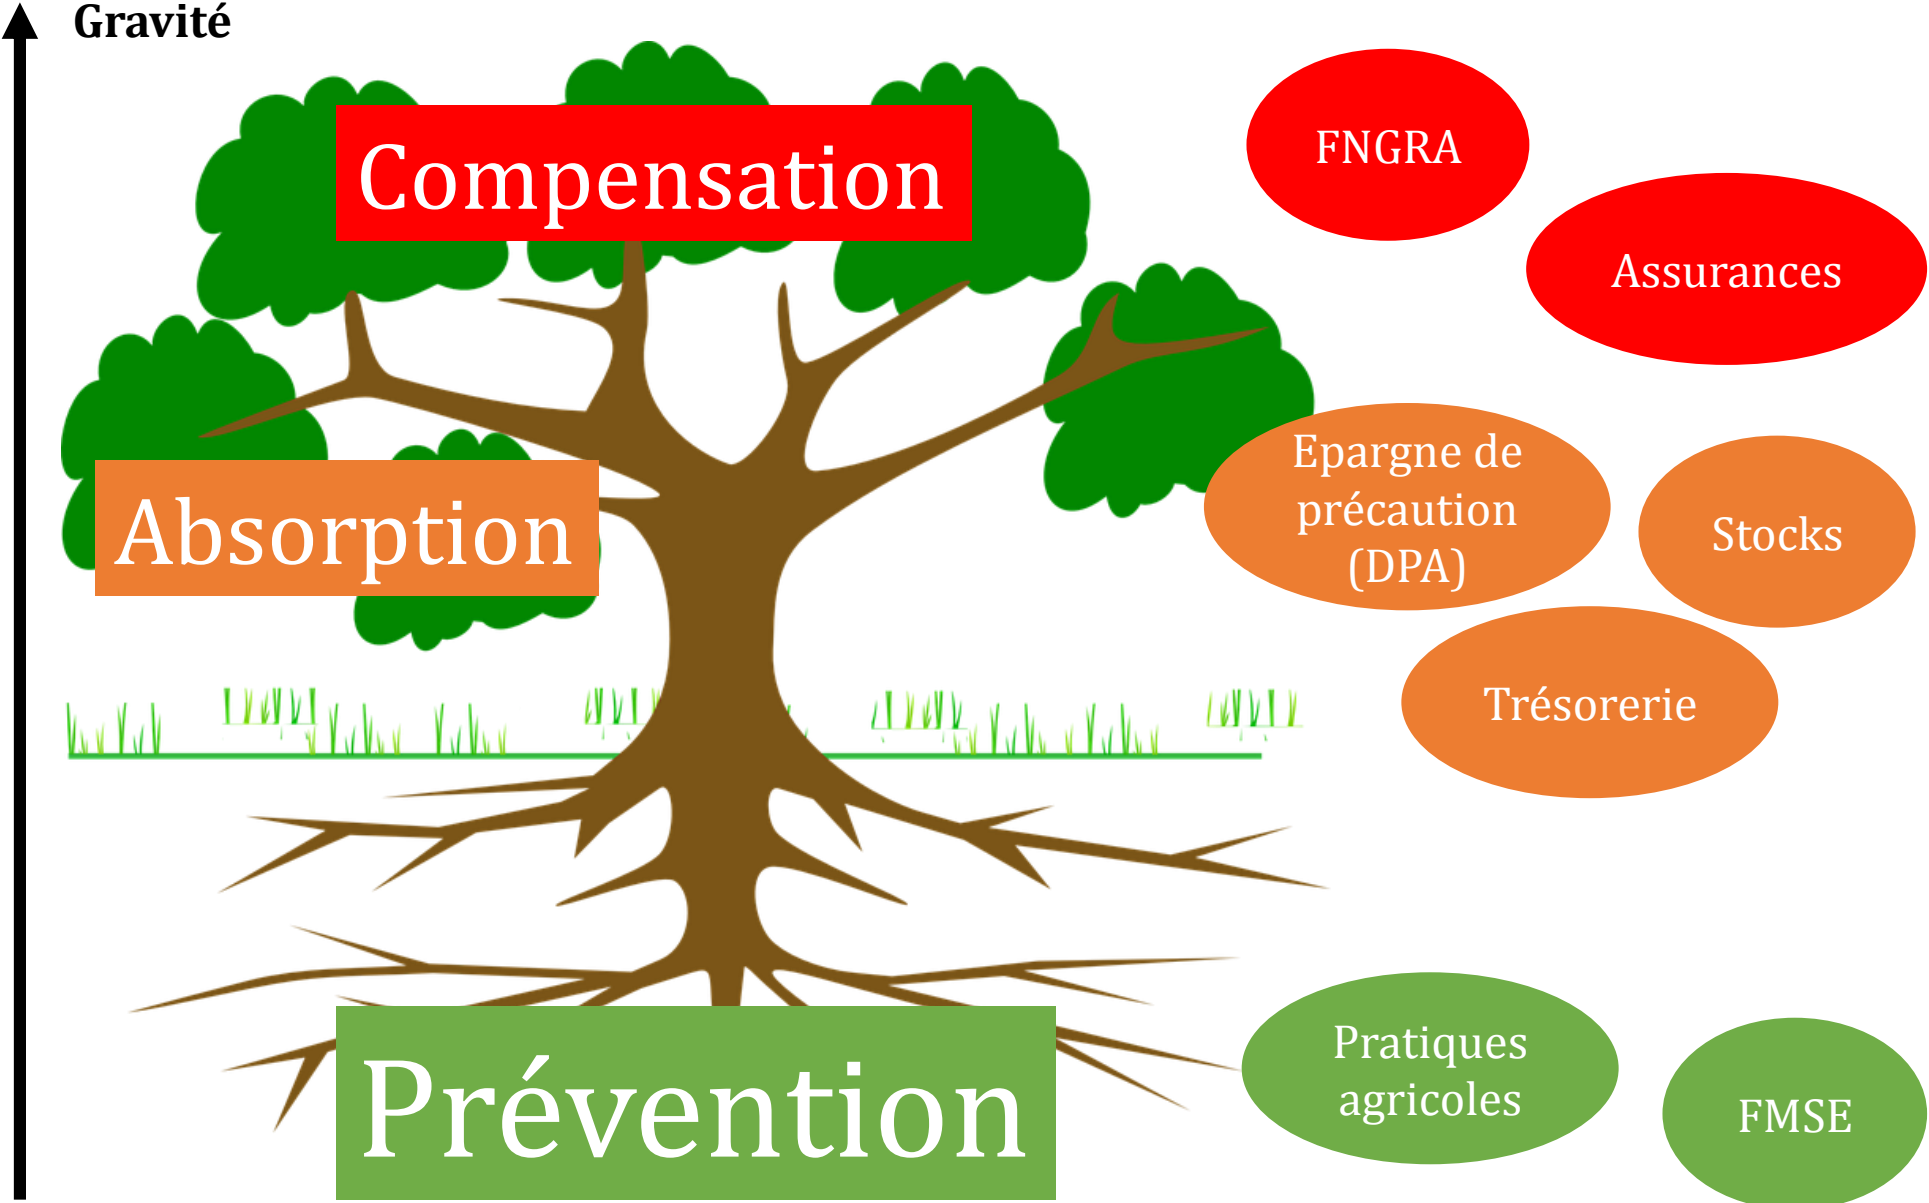 Gravité
Compensation
FNGRA
Assurances
Absorption
Epargne de
précaution
(DPA)
Stocks
Trésorerie
Prévention
Pratiques
agricoles
FMSE